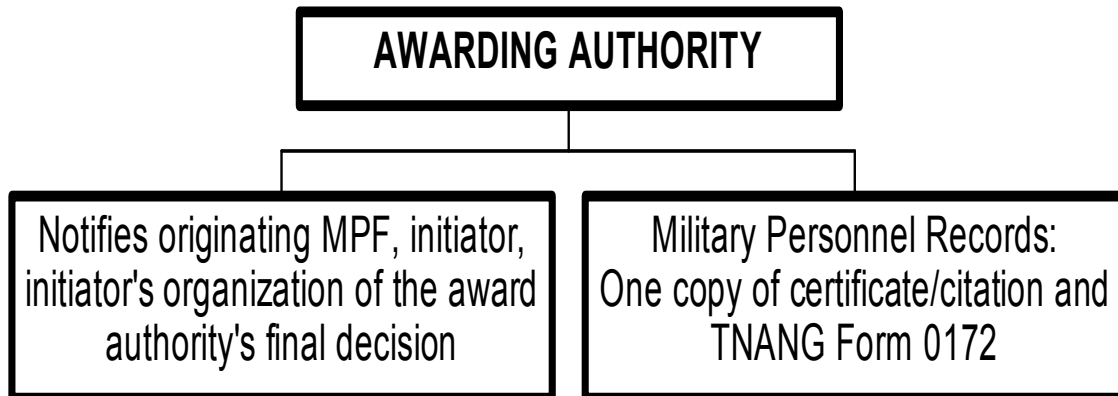 AWARDING AUTHORITY
Notifies originating MPF, initiator,
initiator's organization of the award
authority's final decision
Military Personnel Records:
One copy of certificate/citation and
TNANG Form 0172